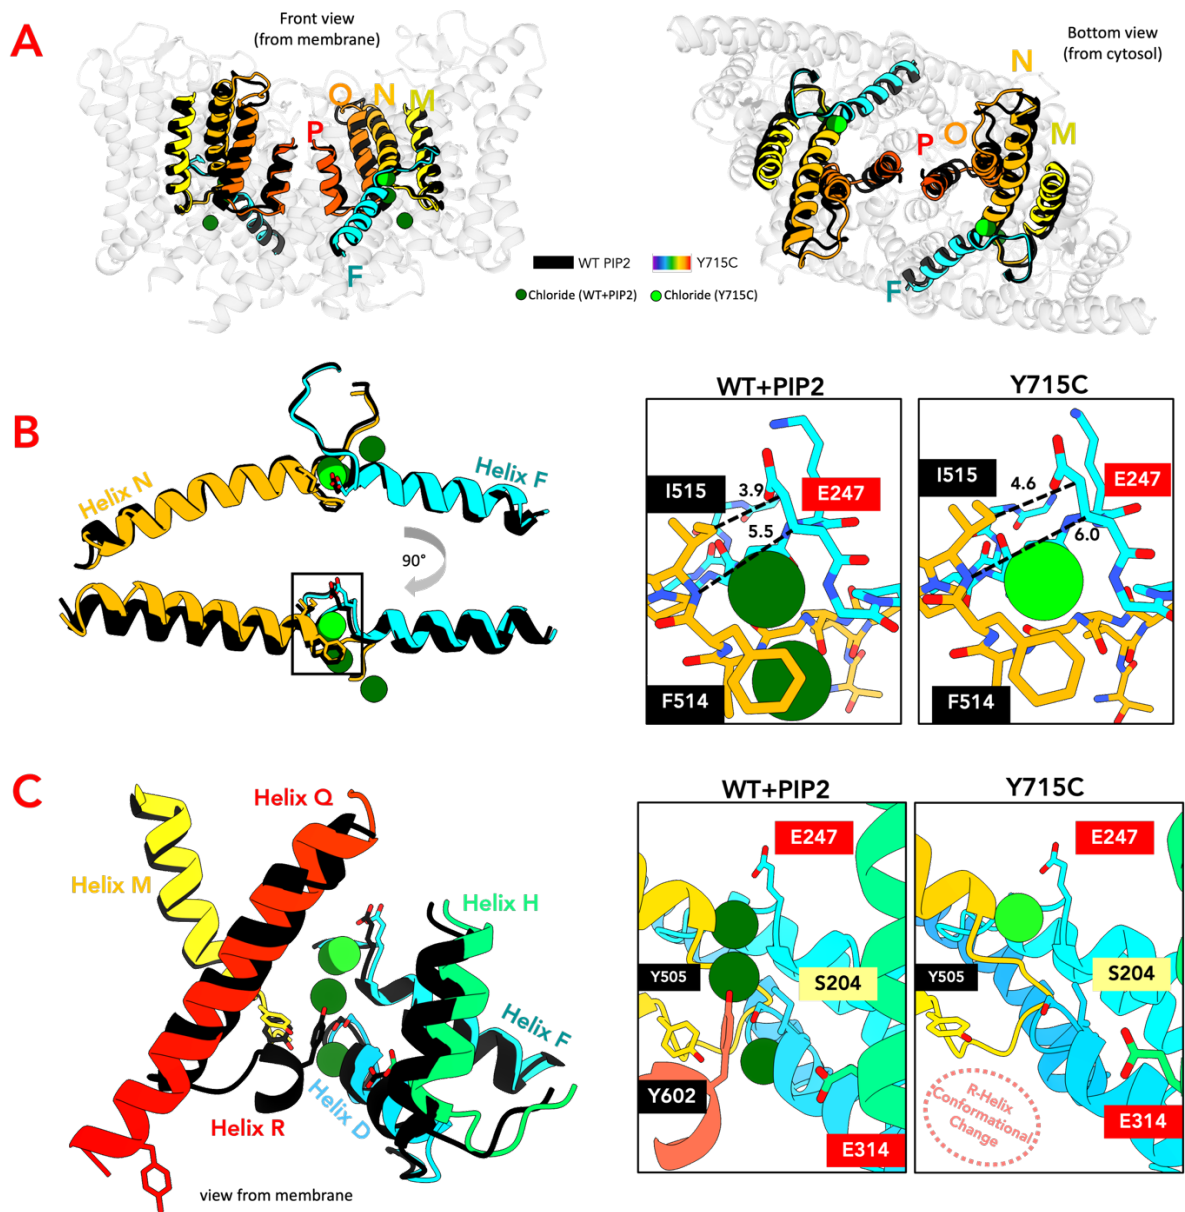 A
Front view
(from membrane)
Bottom view
(from cytosol)
O
N
M
P
F
N
M
O
P
F
WT PIP2
Y715C
Chloride (WT+PIP2)
Chloride (Y715C)
B
Helix N
Helix F
90°
WT+PIP2
Y715C
I515
3.9
E247
5.5
F514
I515
4.6
E247
6.0
F514
C
Helix Q
Helix M
Helix H
Helix F
Helix D
Helix R
view from membrane
WT+PIP2
Y715C
E247
Y505
S204
Y602
E314
E247
Y505
S204
R-Helix
Conformational
Change
E314